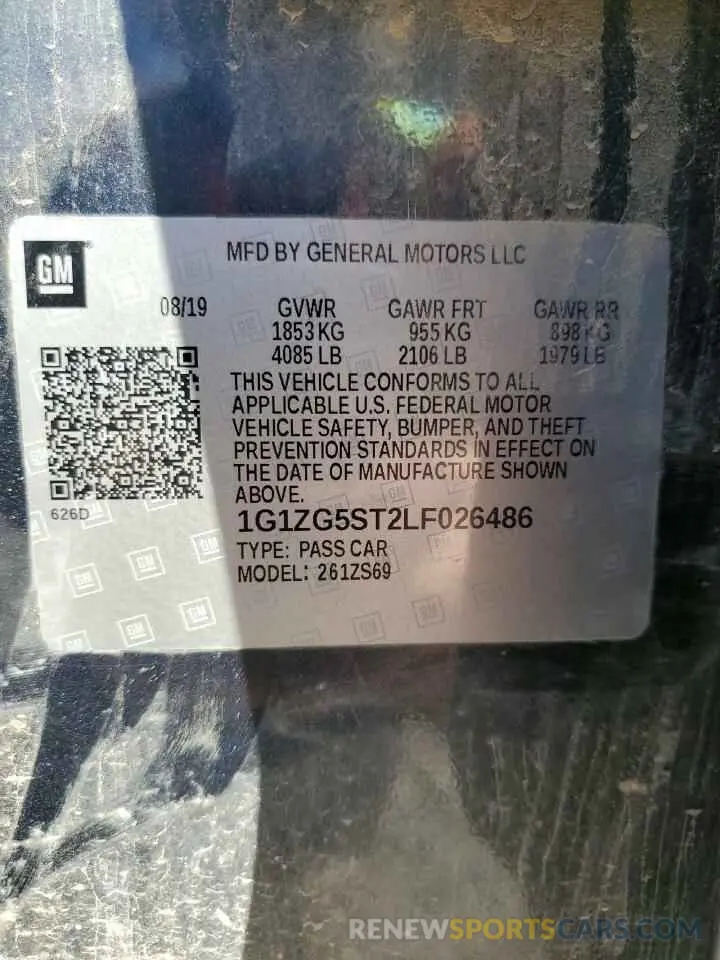 GM
MFD BY GENERAL MOTORS LLC
08/19 GVWR GAWR FRT GAWR RR
1853 KG 955 KG 898 KG
4085 LB 2106 LB 1979 LB
THIS VEHICLE CONFORMS TO ALL
APPLICABLE U.S. FEDERAL MOTOR
VEHICLE SAFETY, BUMPER, AND THEFT
PREVENTION STANDARDS IN EFFECT ON
THE DATE OF MANUFACTURE SHOWN
ABOVE.
626D
1G1ZG5ST2LF026486
TYPE: PASS CAR
MODEL: 261ZS69
RENEWSPORTSCARS.COM